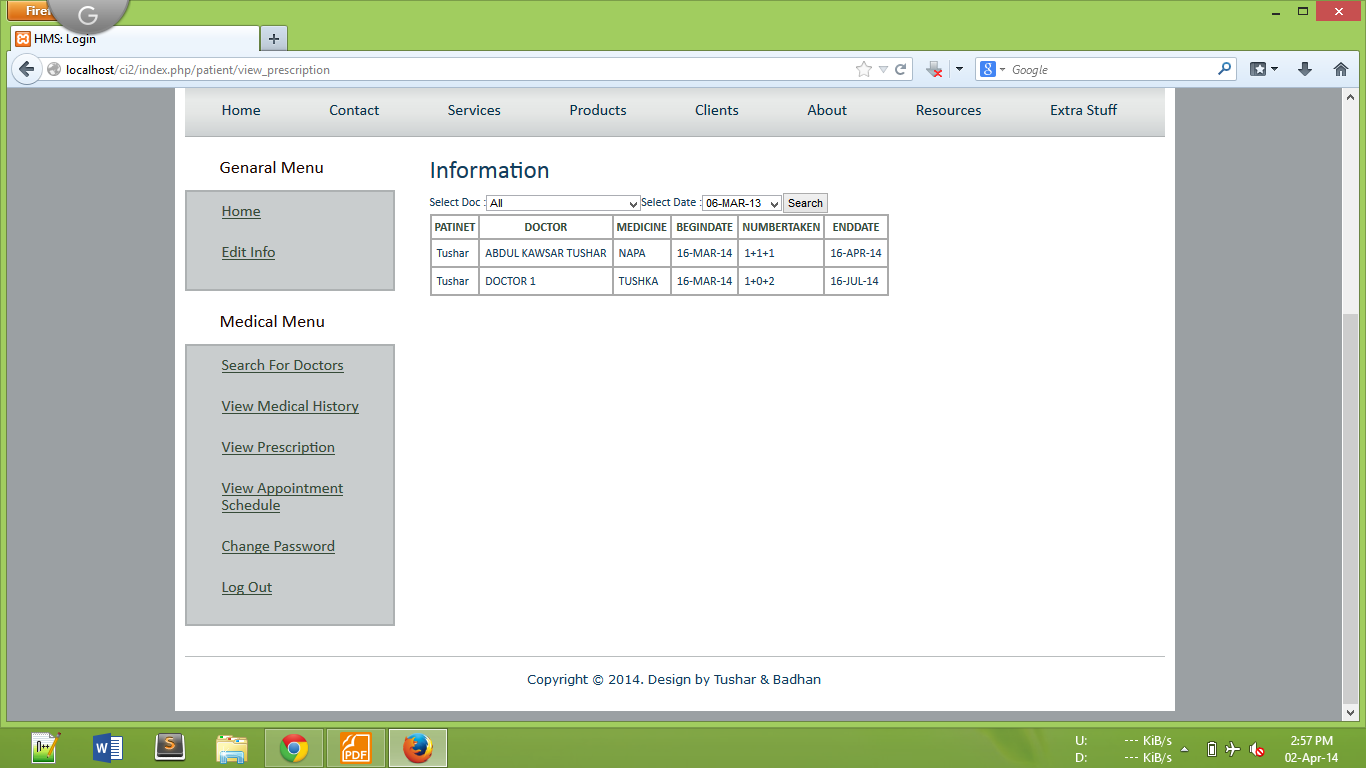 Firef
G
HMS: Login
localhost/ci2/index.php/patient/view_prescription
Google
Home Contact Services Products Clients About Resources Extra Stuff
Genaral Menu
Home
Edit Info
Medical Menu
Search For Doctors
View Medical History
View Prescription
View Appointment
Schedule
Change Password
Log Out
Information
Select Doc : All Select Date : 06-MAR-13 Search
PATINET DOCTOR MEDICINE BEGINDATE NUMBERTAKEN ENDDATE
Tushar ABDUL KAWSAR TUSHAR NAPA 16-MAR-14 1+1+1 16-APR-14
Tushar DOCTOR 1 TUSHKA 16-MAR-14 1+0+2 16-JUL-14
Copyright © 2014. Design by Tushar & Badhan
U: --- KiB/s
D: --- KiB/s
2:57 PM
02-Apr-14